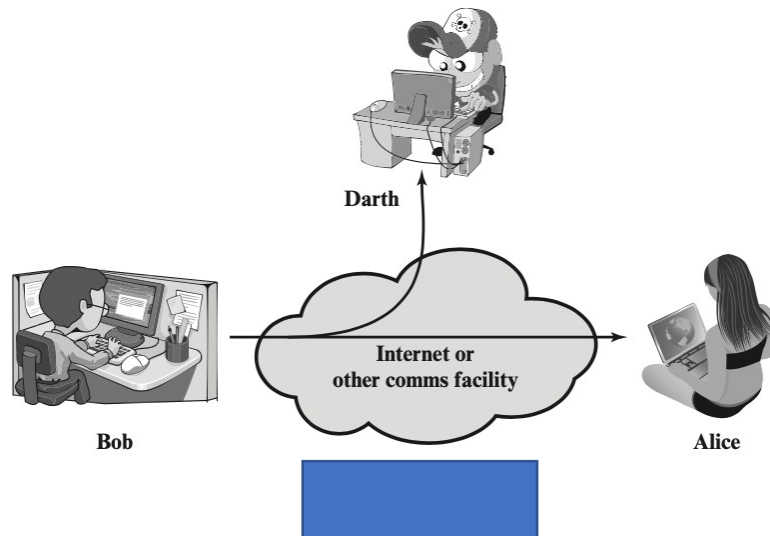 Darth
Internet or
other comms facility
Bob
Alice